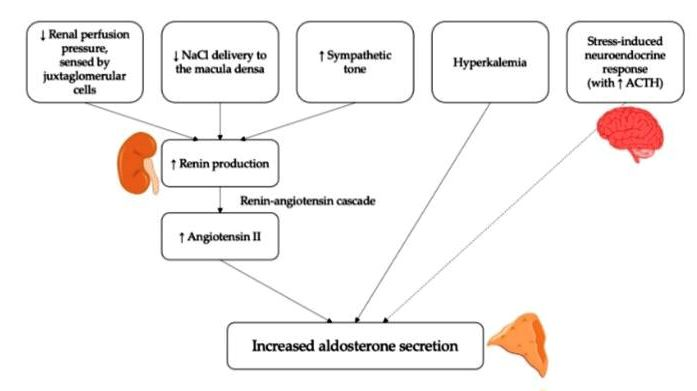 ↓ Renal perfusion
pressure,
sensed by
juxtaglomerular
cells
↓ NaCl delivery to
the macula densa
↑ Sympathetic
tone
Hyperkalemia
Stress-induced
neuroendocrine
response
(with ↑ ACTH)
↑ Renin production
Renin-angiotensin cascade
↑ Angiotensin II
Increased aldosterone secretion